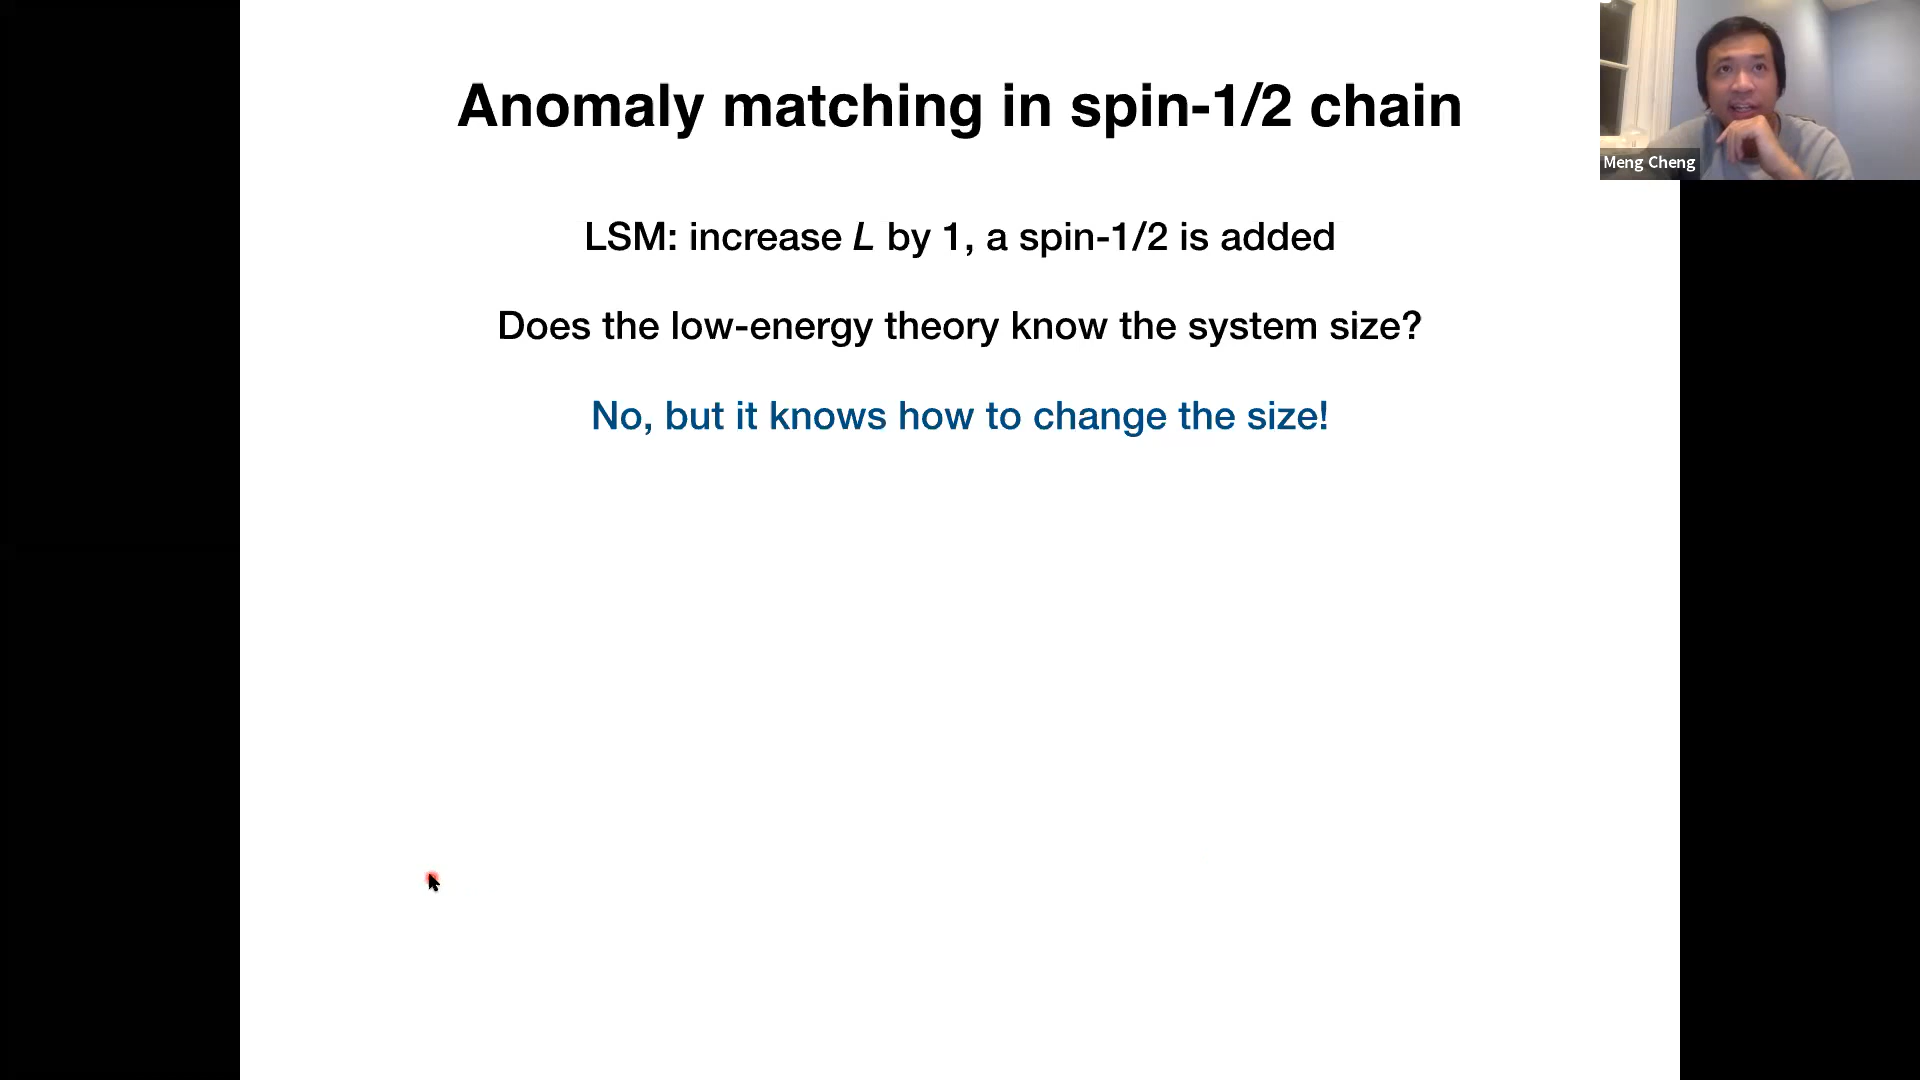 Anomaly matching in spin-1/2 chain
Meng Cheng
LSM: increase L by 1, a spin-1/2 is added
Does the low-energy theory know the system size?
No, but it knows how to change the size!